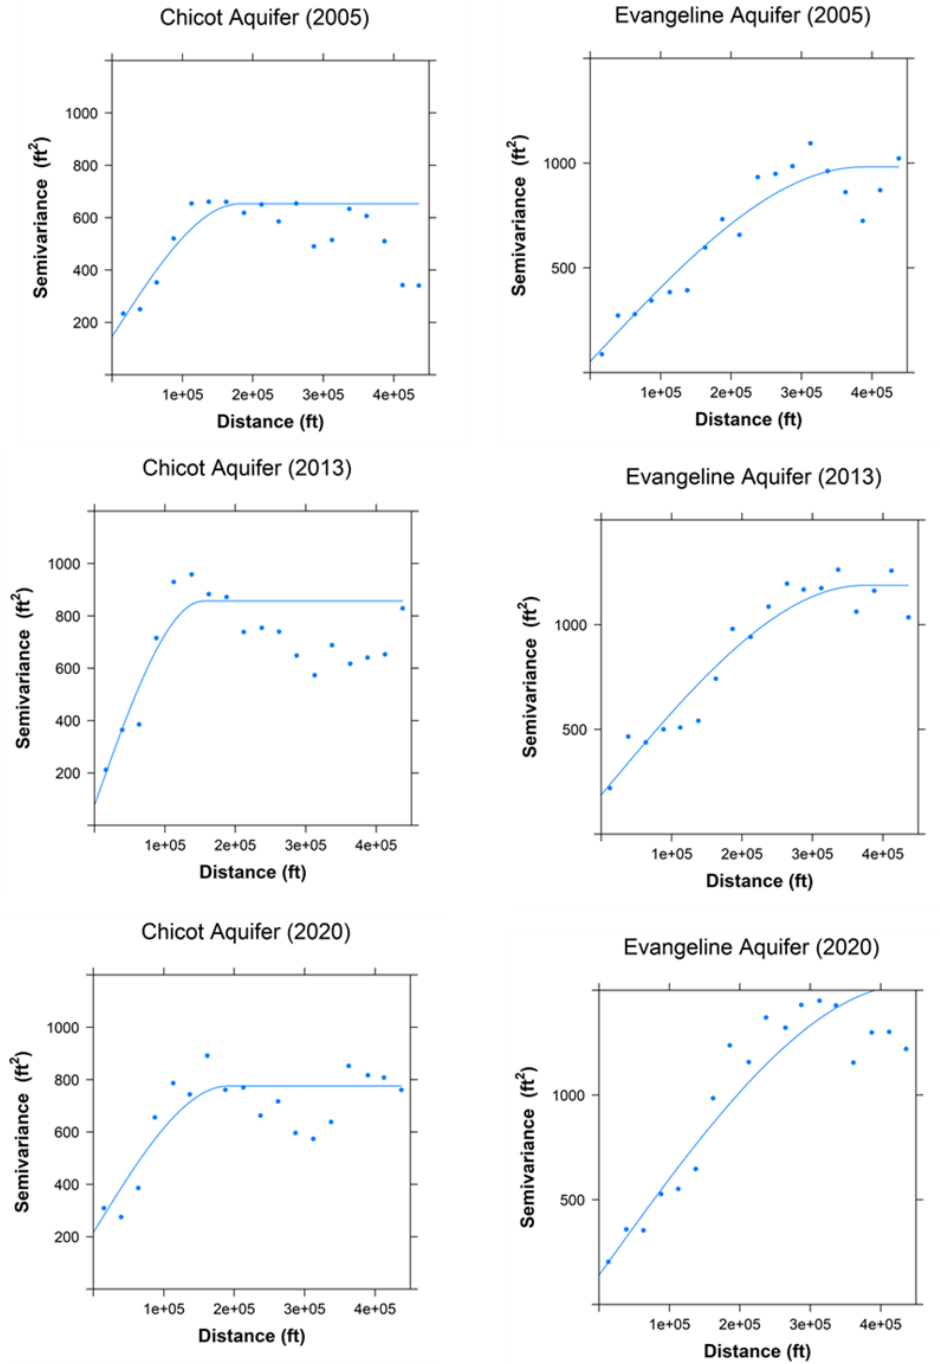 Chicot Aquifer (2005)
Semivariance (ft²)
1000
800
600
400
200
1e+05 2e+05 3e+05 4e+05
Distance (ft)
Evangeline Aquifer (2005)
Semivariance (ft²)
1000
500
1e+05 2e+05 3e+05 4e+05
Distance (ft)
Chicot Aquifer (2013)
Semivariance (ft²)
1000
800
600
400
200
1e+05 2e+05 3e+05 4e+05
Distance (ft)
Evangeline Aquifer (2013)
Semivariance (ft²)
1000
500
1e+05 2e+05 3e+05 4e+05
Distance (ft)
Chicot Aquifer (2020)
Semivariance (ft²)
1000
800
600
400
200
1e+05 2e+05 3e+05 4e+05
Distance (ft)
Evangeline Aquifer (2020)
Semivariance (ft²)
1000
500
1e+05 2e+05 3e+05 4e+05
Distance (ft)